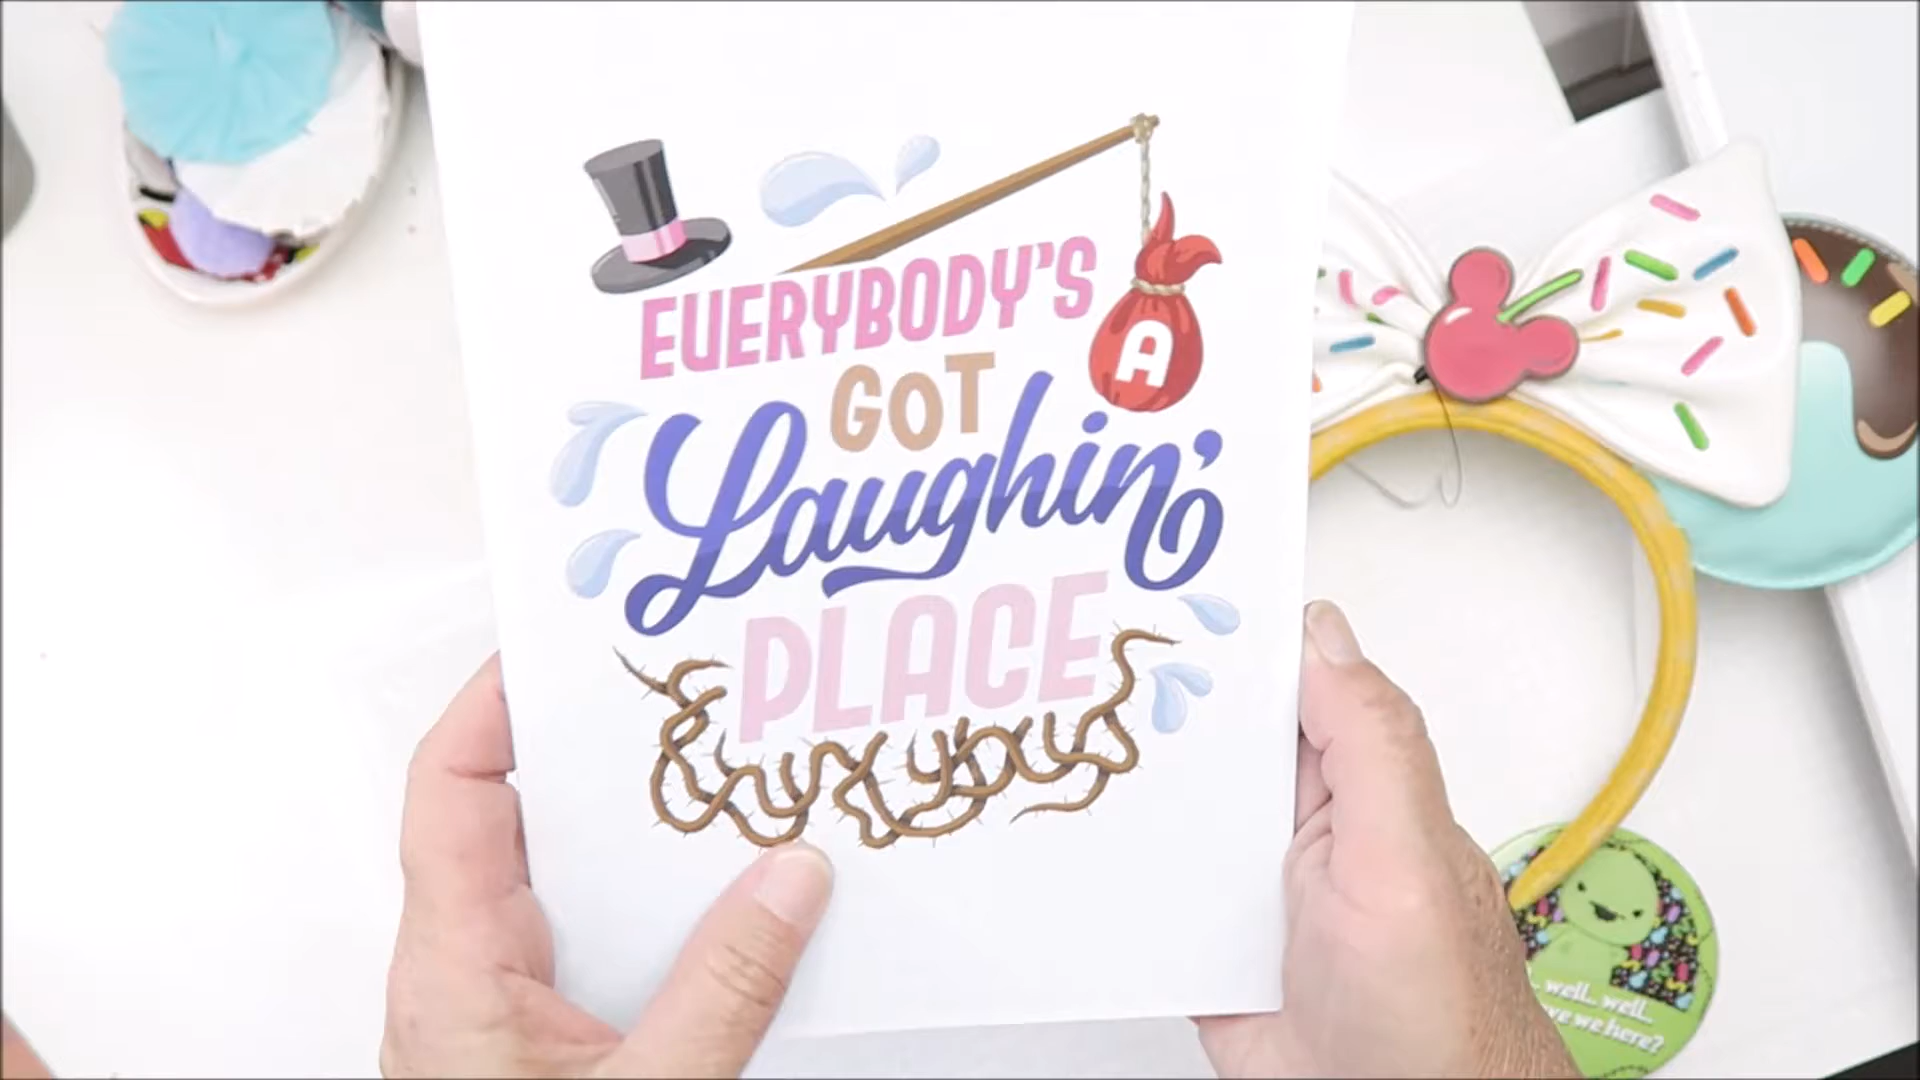 EVERYBODY'S
A
GOT
Laughin'
PLACE
well.. well..
we here?